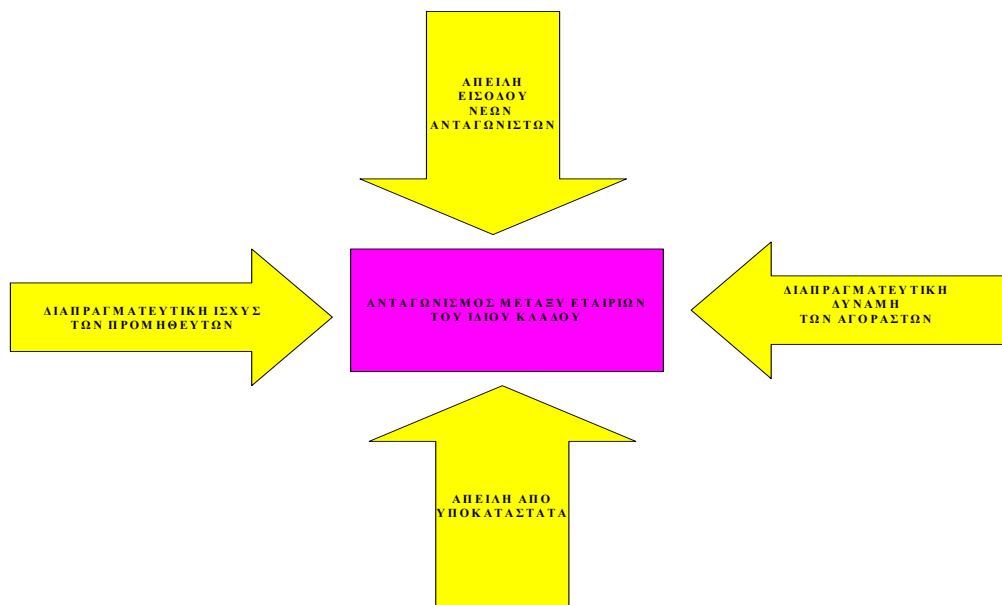 ΑΠΕΙΛΗ
ΕΙΣΟΔΟΥ
ΝΕΩΝ
ΑΝΤΑΓΩΝΙΣΤΩΝ
ΔΙΑΠΡΑΓΜΑΤΕΥΤΙΚΗ ΙΣΧΥΣ
ΤΩΝ ΠΡΟΜΗΘΕΥΤΩΝ
ΑΝΤΑΓΩΝΙΣΜΟΣ ΜΕΤΑΞΥ ΕΤΑΙΡΙΩΝ
ΤΟΥ ΙΔΙΟΥ ΚΛΑΔΟΥ
ΔΙΑΠΡΑΓΜΑΤΕΥΤΙΚΗ
ΔΥΝΑΜΗ
ΤΩΝ ΑΓΟΡΑΣΤΩΝ
ΑΠΕΙΛΗ ΑΠΟ
ΥΠΟΚΑΤΑΣΤΑΤΑ